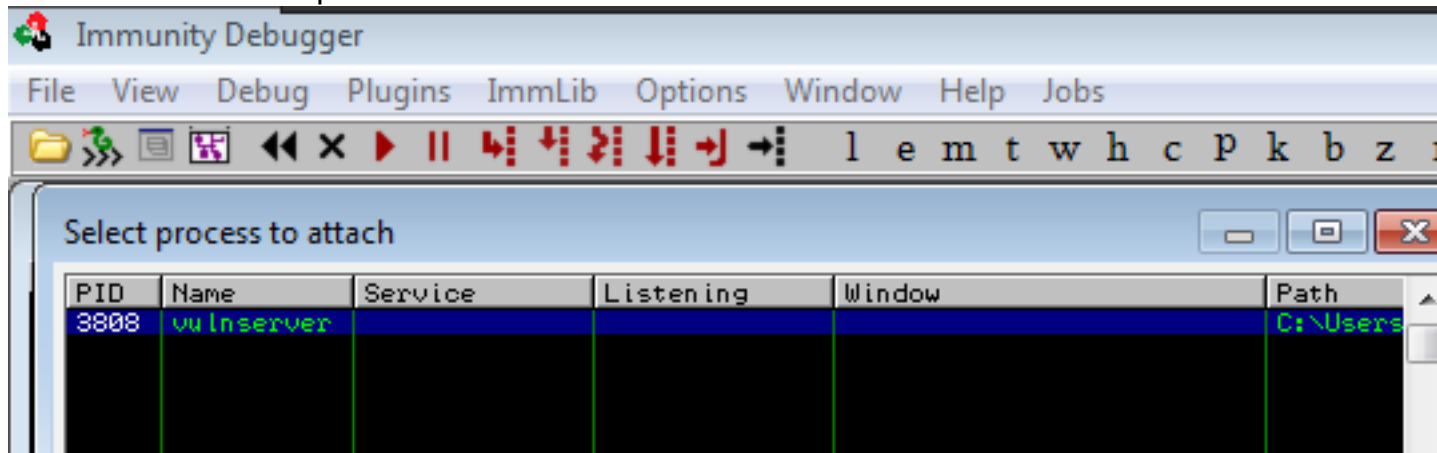 Immunity Debugger
File View Debug Plugins ImmLib Options Window Help Jobs
l e m t w h c P k b z
Select process to attach
PID Name Service Listening Window Path
3808 vulnserver C:\Users